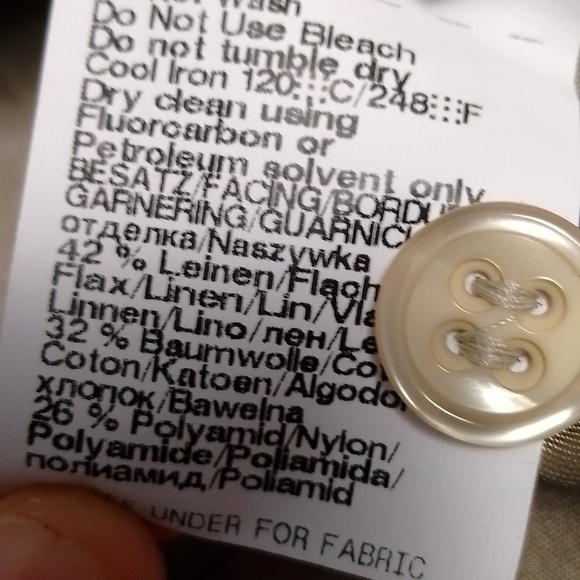 Wash
Do Not Use Bleach
Do not tumble dry
Cool Iron 120:::C/248:::F
Dry clean using
Fluorcarbon or
Petroleum solvent only
BESATZ/FACING/BORDU
GARNERING/GUARNIC
отделка/Naszywka
42 % Leinen/Flach
Flax/Linen/Lin/Vla
Linnen/Lino/лен/Le
32 % Baumwolle/Co
Coton/Katoen/Algodo
хлопок/Bawelna
26 % Polyamid/Nylon/
Polyamide/Poliamida/
полиамид/Poliamid
UNDER FOR FABRIC